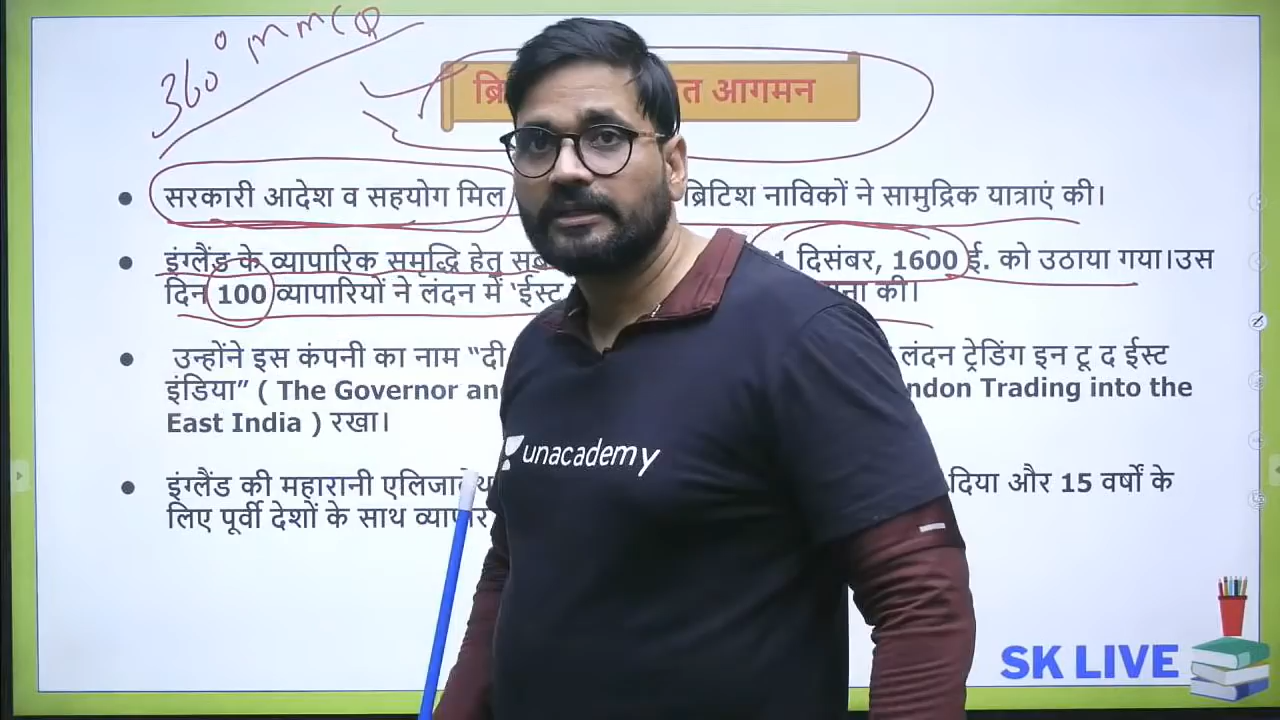 360° MMCQ
त आगमन
सरकारी आदेश व सहयोग मिल ब्रिटिश नाविकों ने सामुद्रिक यात्राएं की।
इंग्लैंड के व्यापारिक समृद्धि हेतु सब दिसंबर, 1600 ई. को उठाया गया।उस
दिन 100 व्यापारियों ने लंदन में ‘ईस्ट की।
उन्होंने इस कंपनी का नाम “दी लंदन ट्रेडिंग इन टू द ईस्ट
इंडिया” ( The Governor and ndon Trading into the
East India ) रखा।
इंग्लैंड की महारानी एलिजाबेथ दिया और 15 वर्षों के
लिए पूर्वी देशों के साथ व्यापार
unacademy
SK LIVE